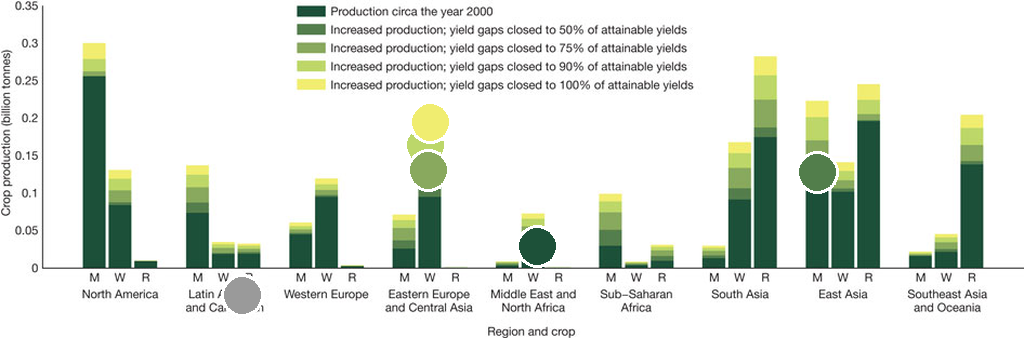 Crop production (billion tonnes)
0.35
0.3
0.25
0.2
0.15
0.1
0.05
0
Production circa the year 2000
Increased production; yield gaps closed to 50% of attainable yields
Increased production; yield gaps closed to 75% of attainable yields
Increased production; yield gaps closed to 90% of attainable yields
Increased production; yield gaps closed to 100% of attainable yields
M W R
North America
M W
Latin
and
M W R
Western Europe
M W R
Eastern Europe
and Central Asia
M W R
Middle East and
North Africa
M W R
Sub–Saharan
Africa
M W R
South Asia
M W R
East Asia
M W R
Southeast Asia
and Oceania
Region and crop